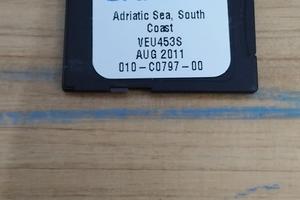 Adriatic Sea, South
Coast
VEU453S
AUG 2011
010-C0797-00